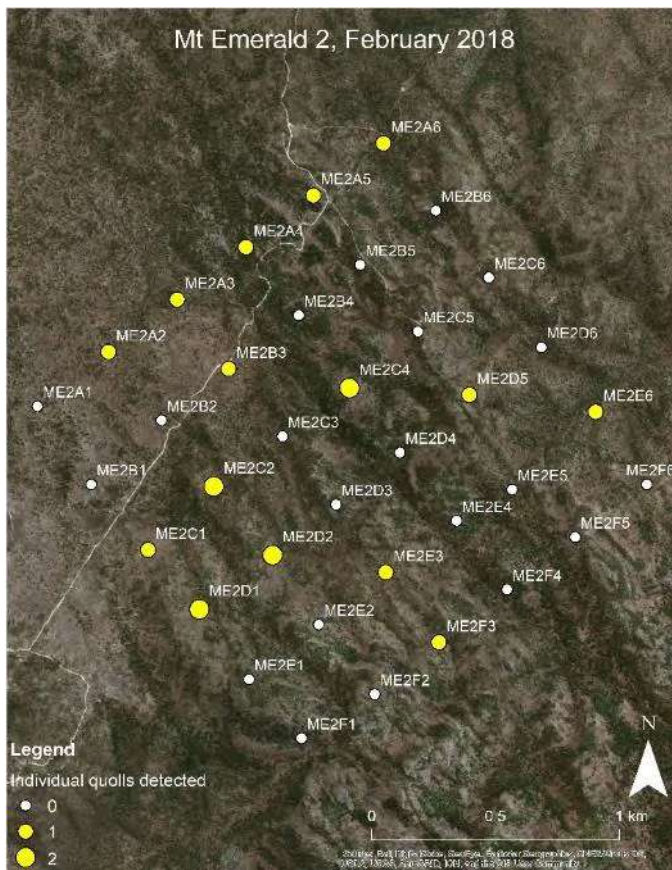 Mt Emerald 2, February 2018
ME2A6
ME2A5
ME2B6
ME2A4
ME2B5
ME2C6
ME2A3
ME2B4
ME2C5
ME2D6
ME2A2
ME2B3
ME2C4
ME2D5
ME2E6
ME2A1
ME2B2
ME2C3
ME2D4
ME2B1
ME2C2
ME2D3
ME2E5
ME2F6
ME2E4
ME2C1
ME2D2
ME2F5
ME2E3
ME2D1
ME2F4
ME2E2
ME2F3
ME2E1
ME2F2
ME2F1
Legend
N
Individual quolls detected
0
1
2
0 0.5 1 km